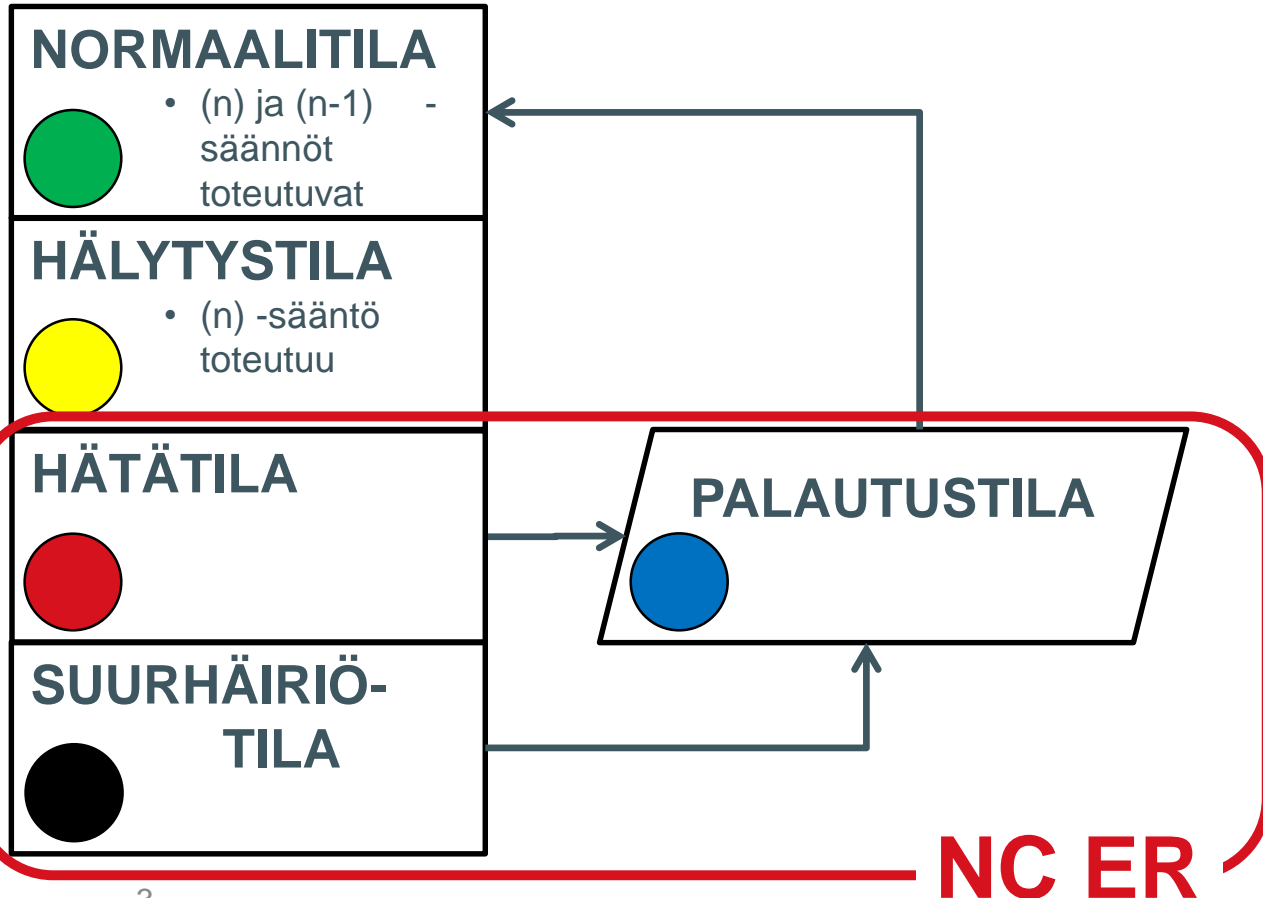 NORMAALITILA
• (n) ja (n-1) -
säännöt
toteutuvat
HÄLYTYSTILA
• (n) -sääntö
toteutuu
HÄTÄTILA
PALAUTUSTILA
SUURHÄIRIÖ-
TILA
NC ER